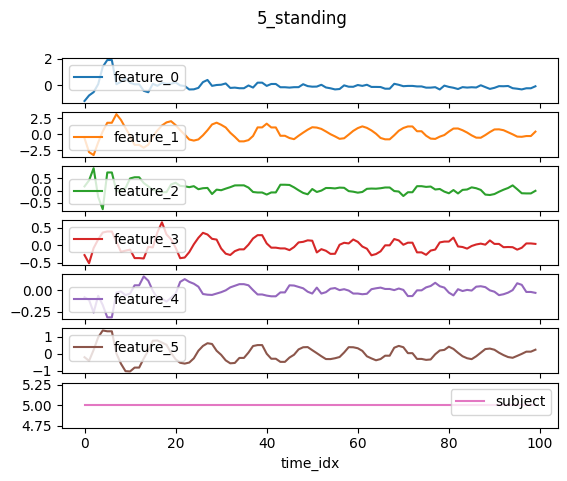 5_standing
2
0
feature_0
2.5
0.0
−2.5
feature_1
0.5
0.0
−0.5
feature_2
0.5
0.0
−0.5
feature_3
0.00
−0.25
feature_4
1
0
−1
feature_5
5.25
5.00
4.75
subject
0 20 40 60 80 100
time_idx